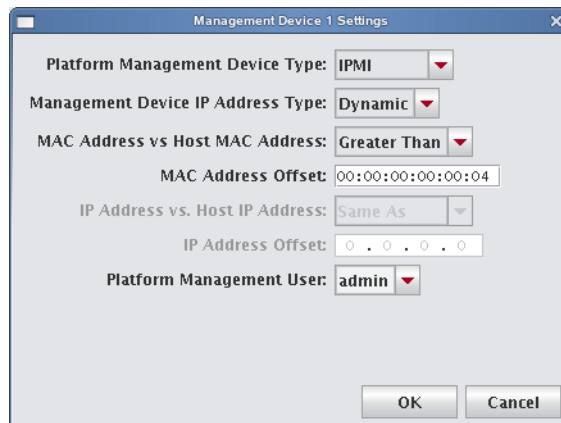 Management Device 1 Settings
Platform Management Device Type: IPMI
Management Device IP Address Type: Dynamic
MAC Address vs Host MAC Address: Greater Than
MAC Address Offset: 00:00:00:00:00:04
IP Address vs. Host IP Address: Same As
IP Address Offset: 0 . 0 . 0 . 0
Platform Management User: admin
OK Cancel